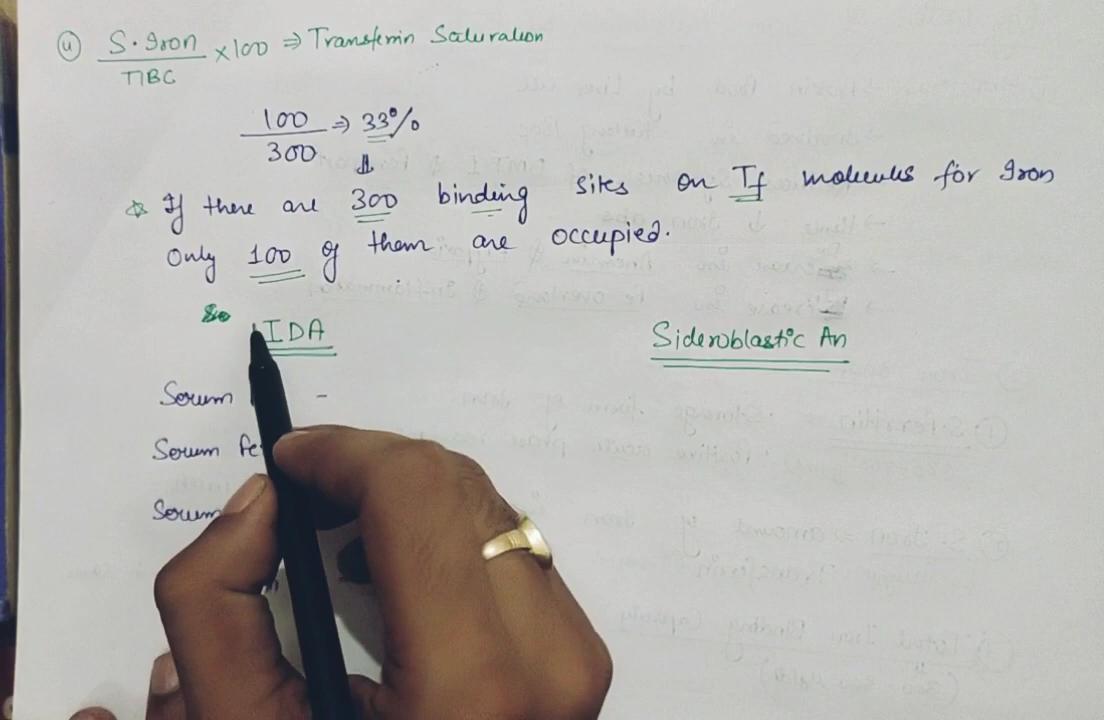 ④ S.Iron / TIBC ×100 ⇒ Transferrin Saturation
100 / 300 ⇒ 33%
⇓
☆ If there are 300 binding sites on Tf molecules for Iron
Only 100 of them are occupied.
So
IDA Sideroblastic An
Serum -
Serum Fe
Serum